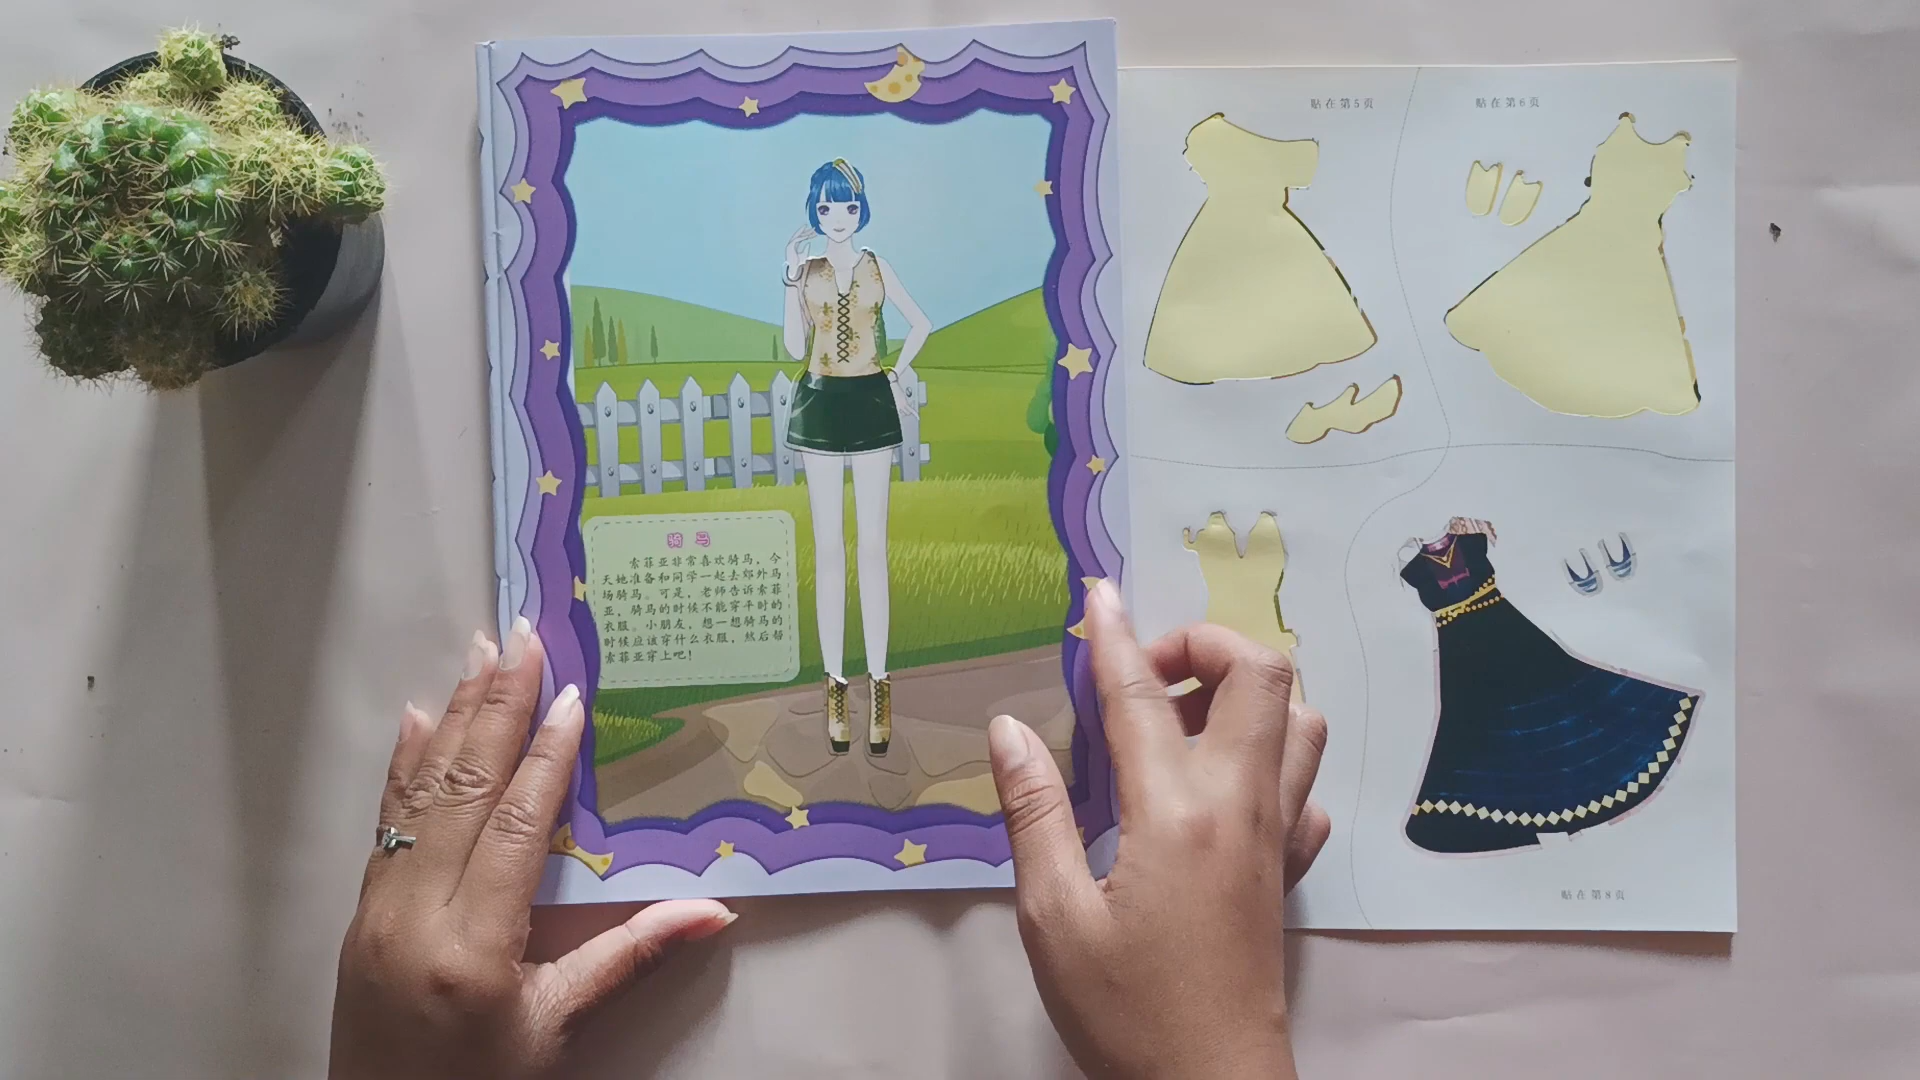 骑马
索菲亚非常喜欢骑马，今
天她准备和同学一起去郊外马
场骑马。可是，老师告诉索菲
亚，骑马的时候不能穿平时的
衣服。小朋友，想一想骑马的
时候应该穿什么衣服，然后帮
索菲亚穿上吧！
贴在第5页
贴在第6页
贴在第8页